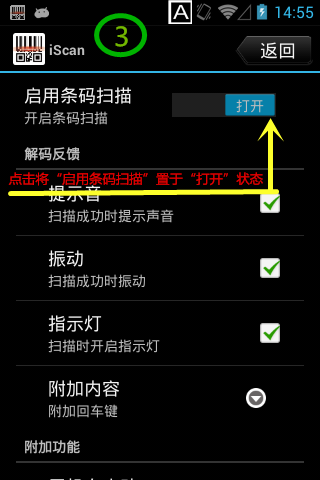 A 14:55
iScan
3
返回
启用条码扫描
打开
开启条码扫描
解码反馈
点击将“启用条码扫描”置于“打开”状态
提示音
扫描成功时提示声音
振动
扫描成功时振动
指示灯
扫描时开启指示灯
附加内容
附加回车键
附加功能